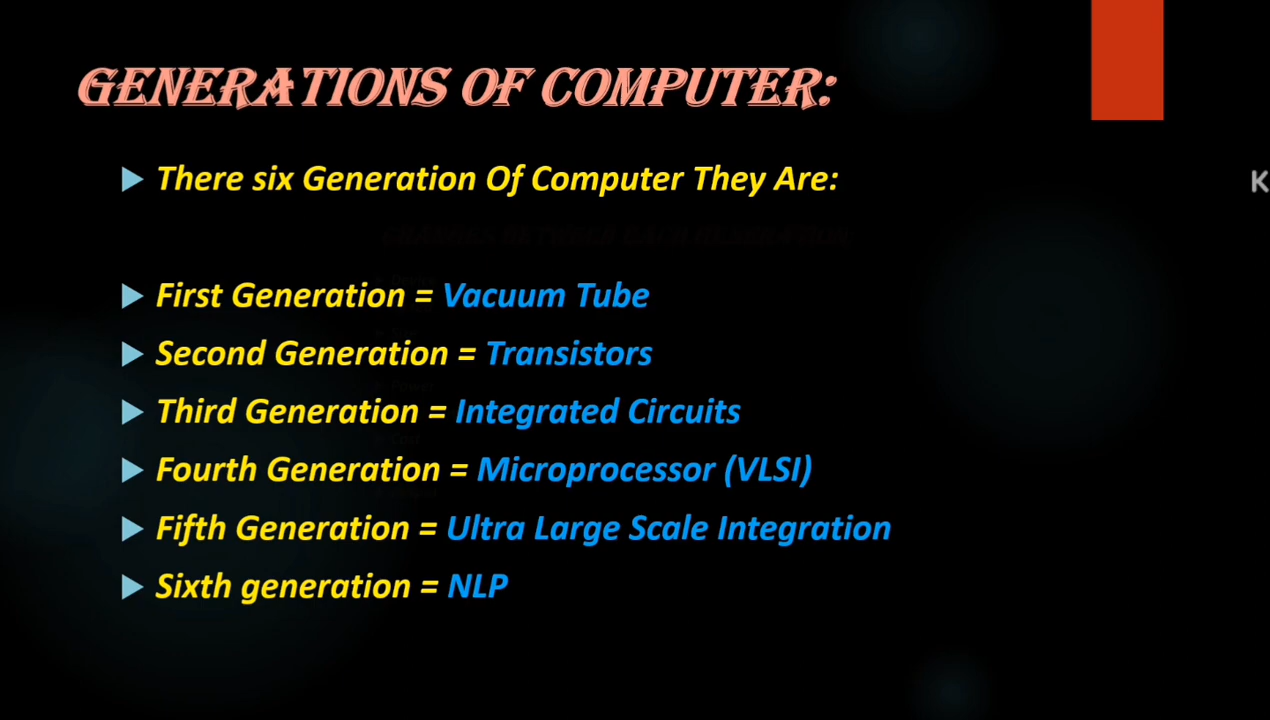 GENERATIONS OF COMPUTER:
There six Generation Of Computer They Are:
K
First Generation = Vacuum Tube
Second Generation = Transistors
Third Generation = Integrated Circuits
Fourth Generation = Microprocessor (VLSI)
Fifth Generation = Ultra Large Scale Integration
Sixth generation = NLP